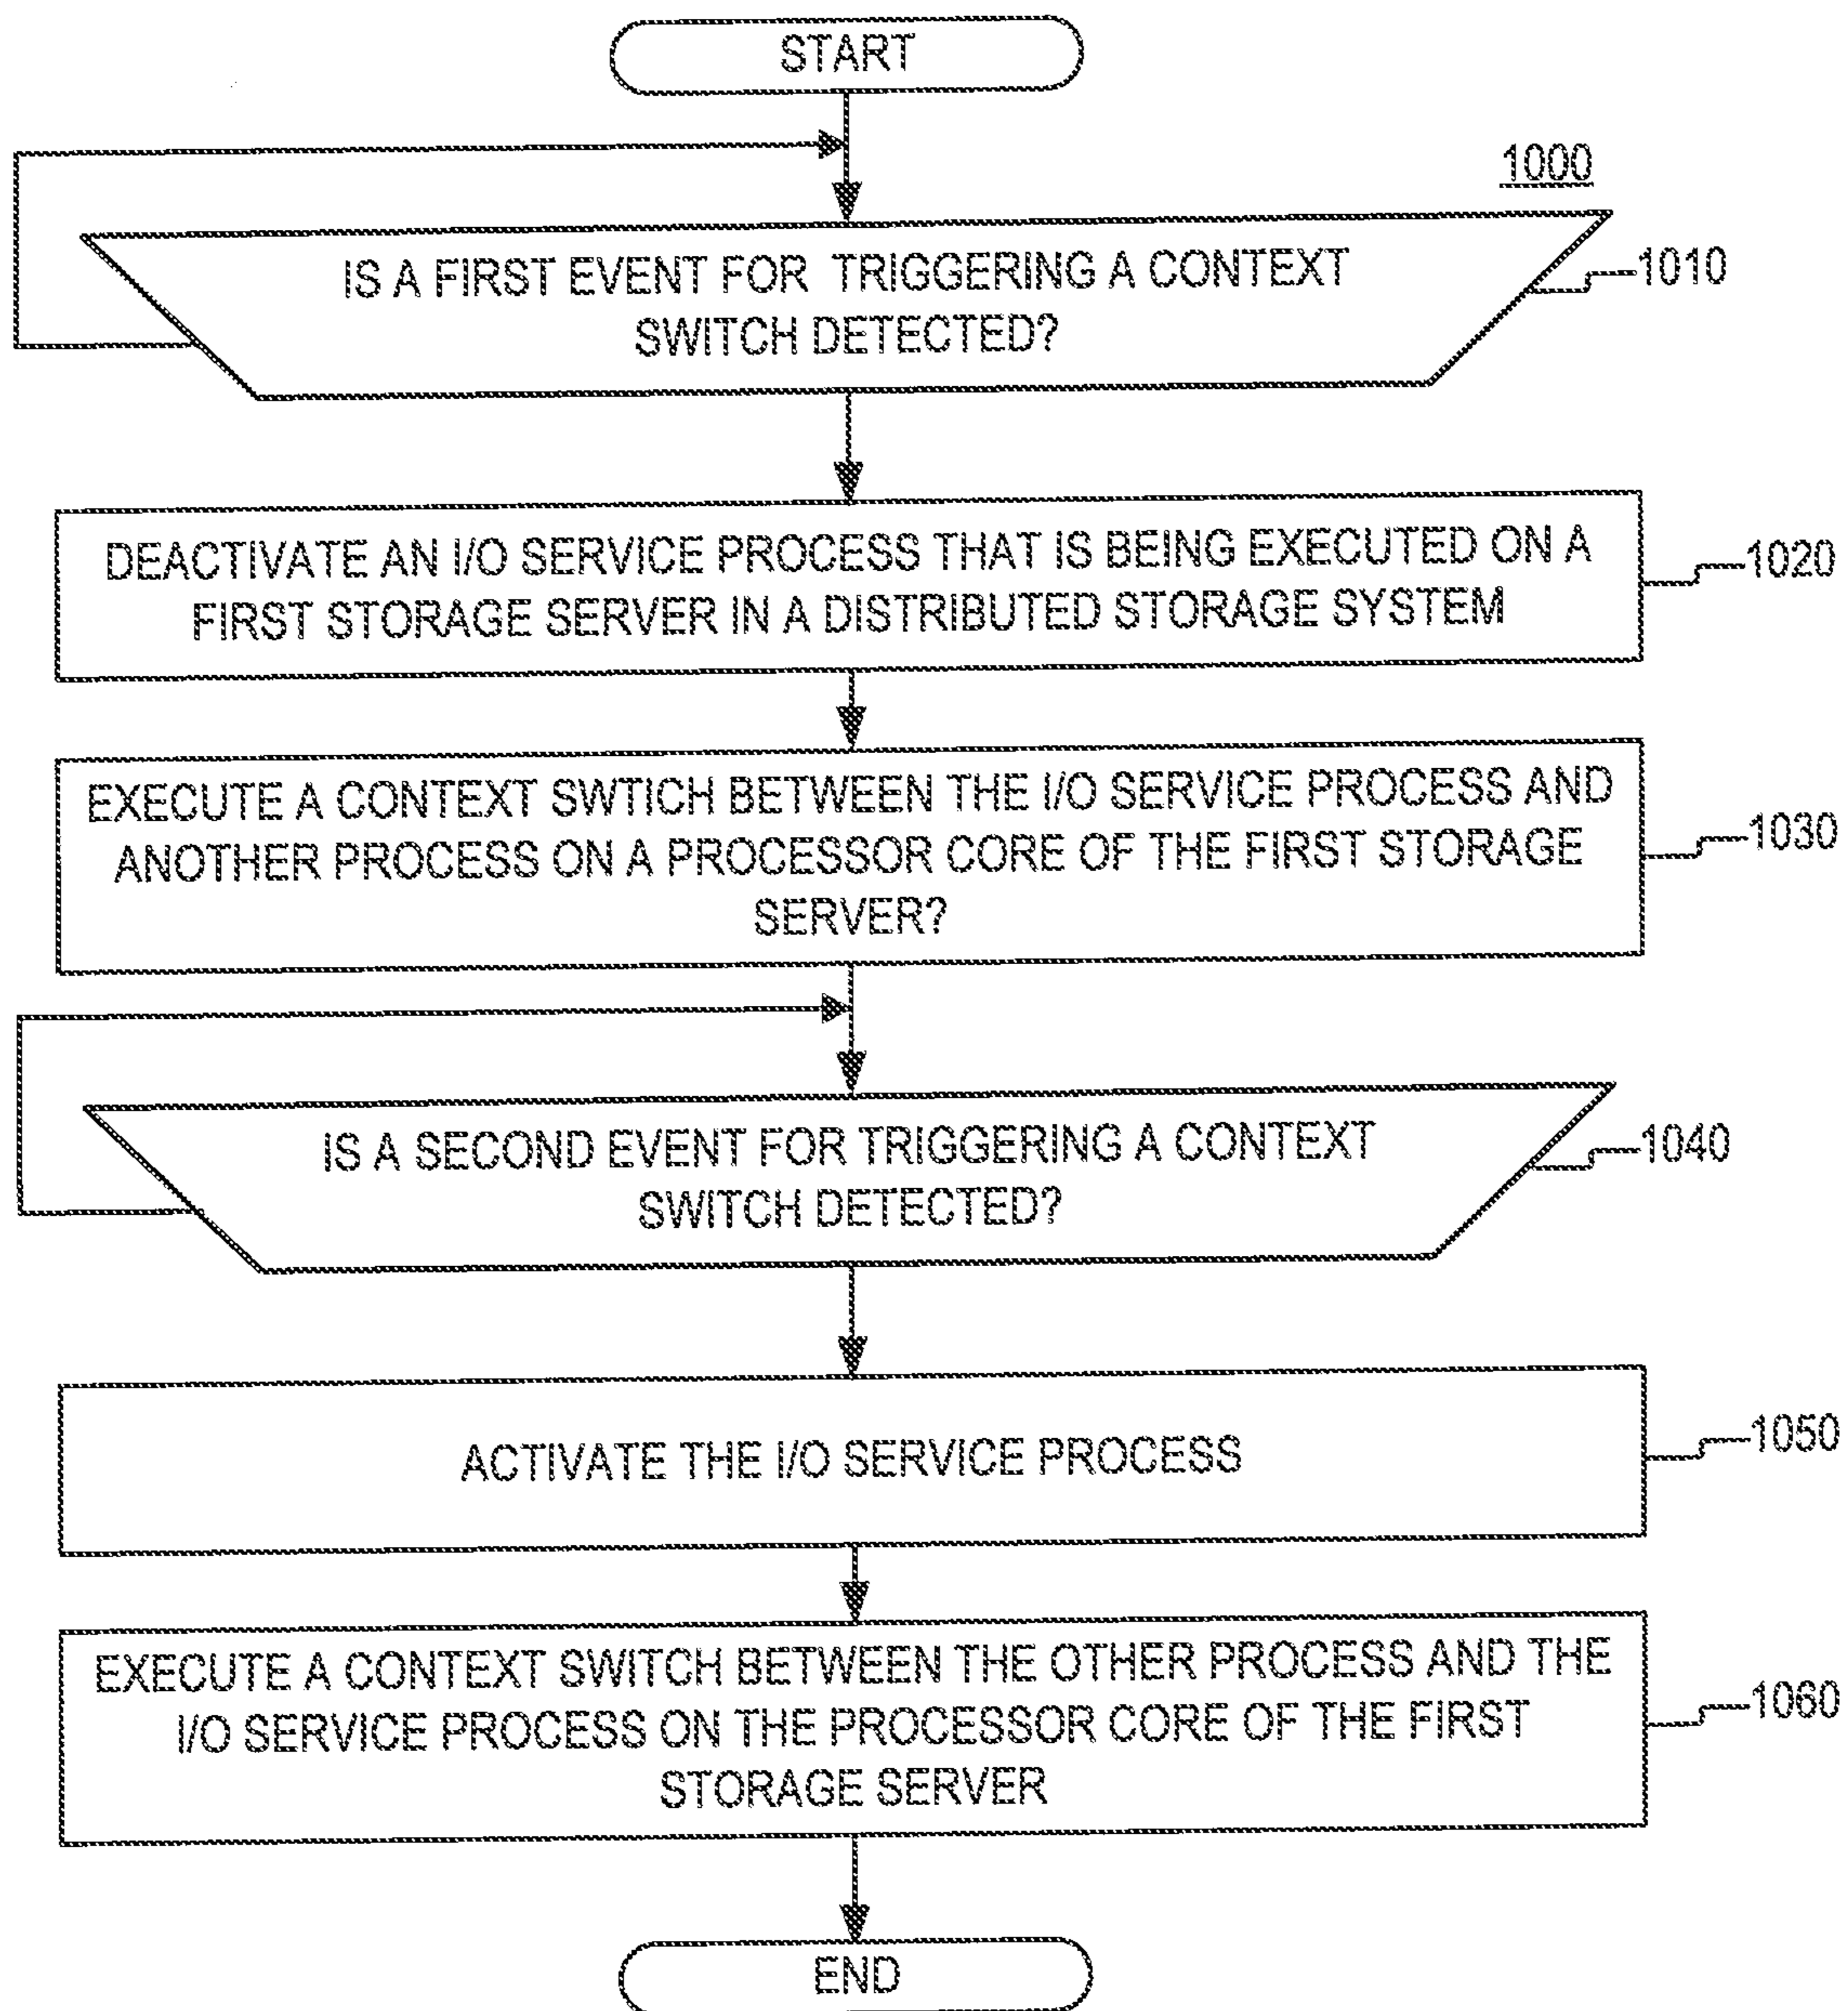 START
1000
IS A FIRST EVENT FOR TRIGGERING A CONTEXT
SWITCH DETECTED?
1010
DEACTIVATE AN I/O SERVICE PROCESS THAT IS BEING EXECUTED ON A
FIRST STORAGE SERVER IN A DISTRIBUTED STORAGE SYSTEM
1020
EXECUTE A CONTEXT SWTICH BETWEEN THE I/O SERVICE PROCESS AND
ANOTHER PROCESS ON A PROCESSOR CORE OF THE FIRST STORAGE
SERVER?
1030
IS A SECOND EVENT FOR TRIGGERING A CONTEXT
SWITCH DETECTED?
1040
ACTIVATE THE I/O SERVICE PROCESS
1050
EXECUTE A CONTEXT SWITCH BETWEEN THE OTHER PROCESS AND THE
I/O SERVICE PROCESS ON THE PROCESSOR CORE OF THE FIRST
STORAGE SERVER
1060
END